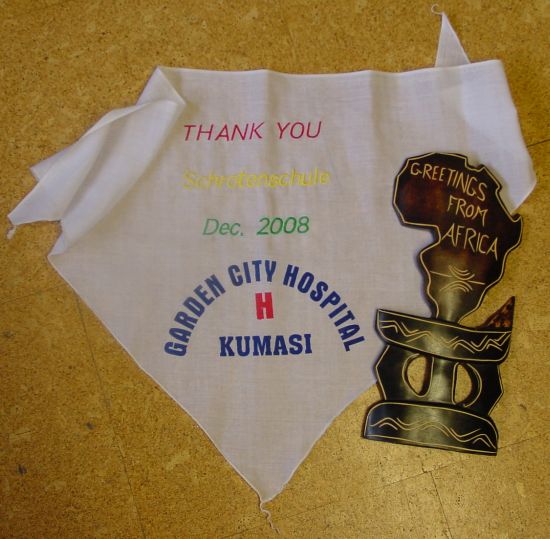 THANK YOU
Schrotenschule
Dec. 2008
GARDEN CITY HOSPITAL
H
KUMASI
GREETINGS
FROM
AFRICA